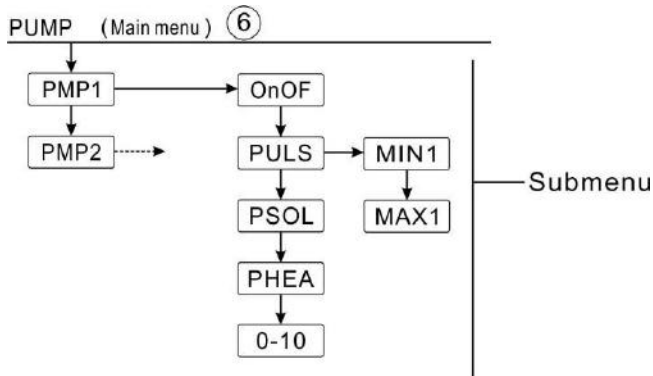 PUMP (Main menu) ⑥
PMP1
OnOF
PMP2
PULS
MIN1
Submenu
PSOL
MAX1
PHEA
0-10